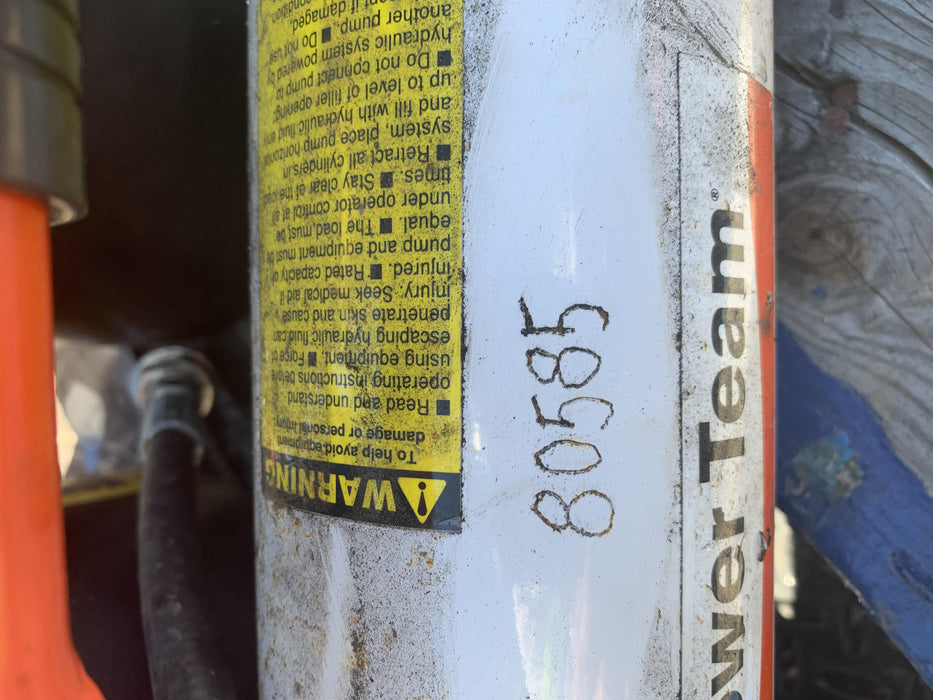 WARNING
To help avoid equipment
damage or personal injury
■ Read and understand
operating instructions before
using equipment. ■ Force of
escaping hydraulic fluid can
penetrate skin and cause
injury. Seek medical aid if
injured. ■ Rated capacity of
pump and equipment must be
equal. ■ The load must be
under operator control at all
times. ■ Stay clear of the load.
■ Retract all cylinders in
system, place pump horizontal
and fill with hydraulic fluid only
up to level of filler opening.
■ Do not connect pump to
hydraulic system powered by
another pump. ■ Do not use
if damaged.
condition.
80585
wer Team®